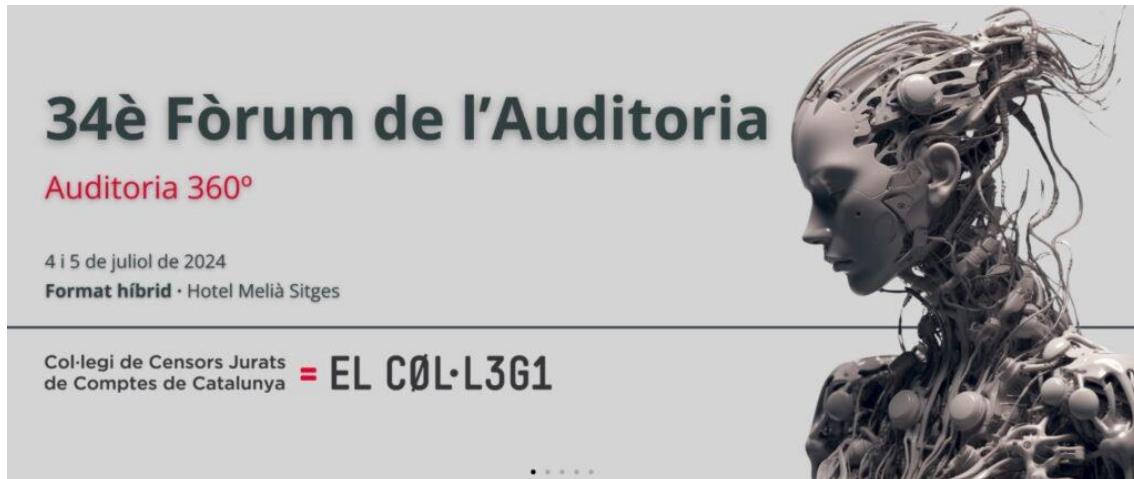 34è Fòrum de l’Auditoria
Auditoria 360º
4 i 5 de juliol de 2024
Format híbrid · Hotel Melià Sitges
Col·legi de Censors Jurats
de Comptes de Catalunya = EL CØL·L3G1